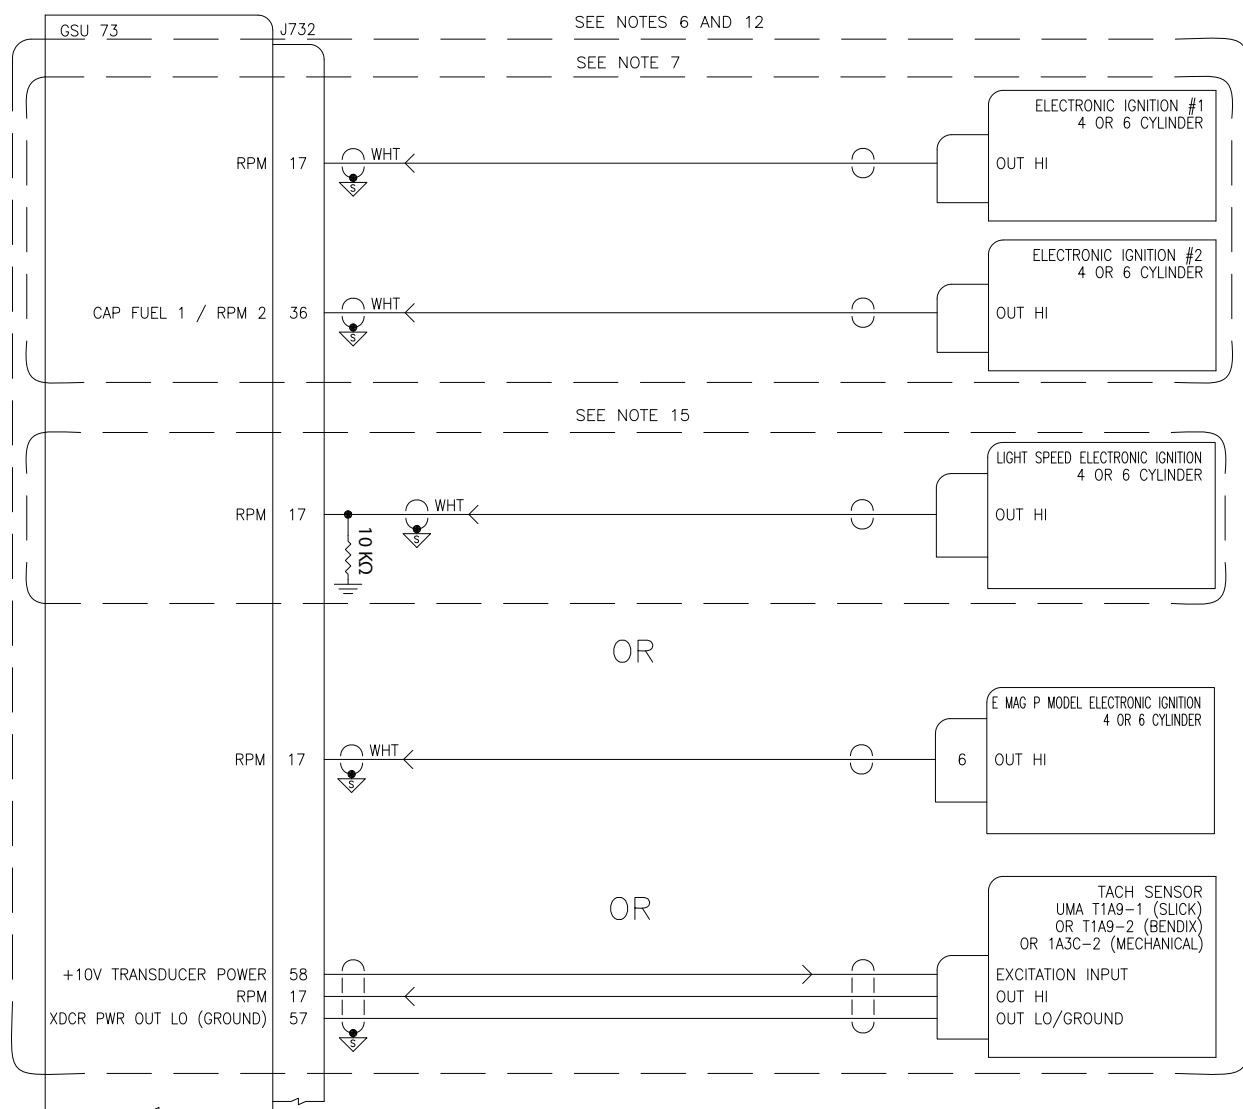 SEE NOTES 6 AND 12
GSU 73
J732
SEE NOTE 7
ELECTRONIC IGNITION #1
4 OR 6 CYLINDER
RPM 17 WHT OUT HI
S
ELECTRONIC IGNITION #2
4 OR 6 CYLINDER
CAP FUEL 1 / RPM 2 36 WHT OUT HI
S
SEE NOTE 15
LIGHT SPEED ELECTRONIC IGNITION
4 OR 6 CYLINDER
RPM 17 WHT OUT HI
S
10 KΩ
OR
E MAG P MODEL ELECTRONIC IGNITION
4 OR 6 CYLINDER
RPM 17 WHT 6 OUT HI
S
OR
TACH SENSOR
UMA T1A9-1 (SLICK)
OR T1A9-2 (BENDIX)
OR 1A3C-2 (MECHANICAL)
+10V TRANSDUCER POWER 58 EXCITATION INPUT
RPM 17 OUT HI
XDCR PWR OUT LO (GROUND) 57 OUT LO/GROUND
S